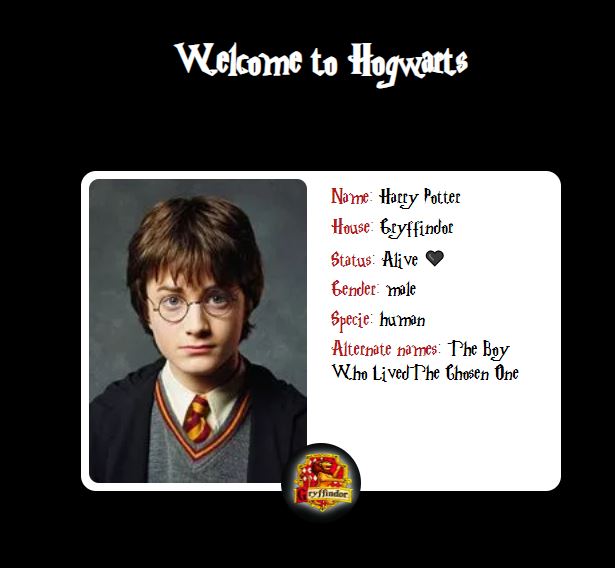 Welcome to Hogwarts
Name: Harry Potter
House: Gryffindor
Status: Alive 🖤
Gender: male
Specie: human
Alternate names: The Boy
Who LivedThe Chosen One
Gryffindor